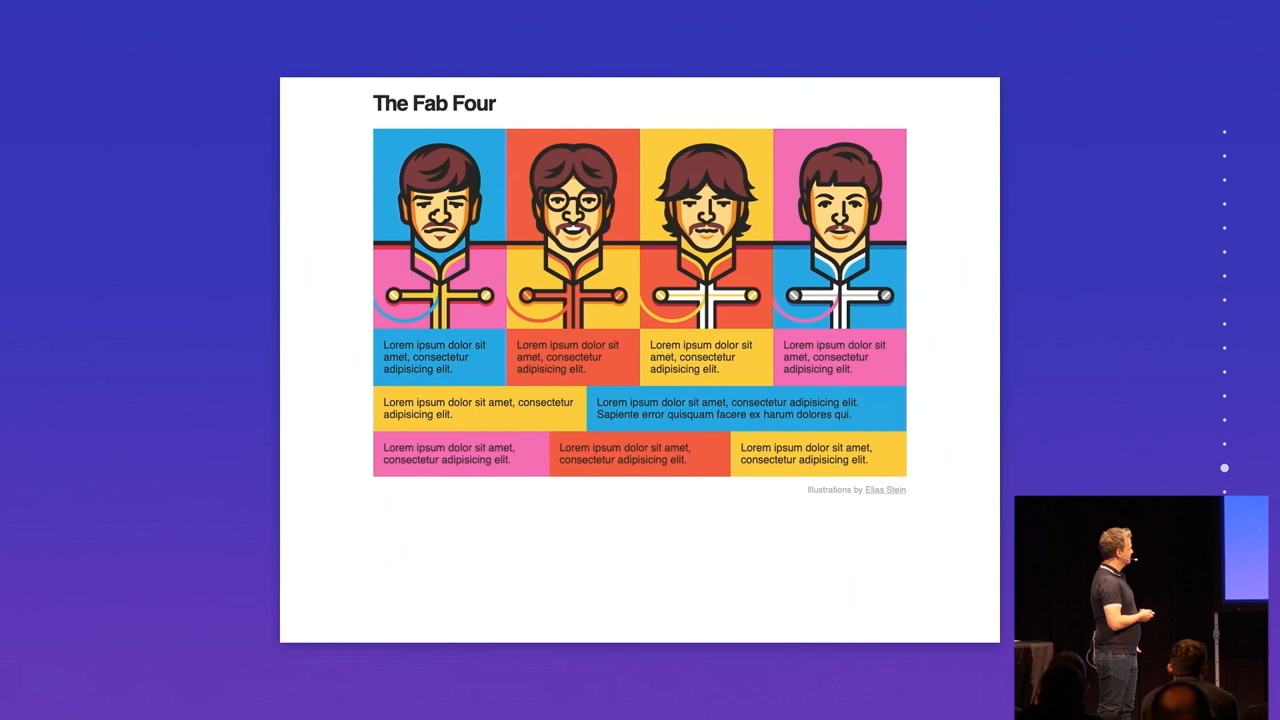 The Fab Four
Lorem ipsum dolor sit
amet, consectetur
adipisicing elit.
Lorem ipsum dolor sit
amet, consectetur
adipisicing elit.
Lorem ipsum dolor sit
amet, consectetur
adipisicing elit.
Lorem ipsum dolor sit
amet, consectetur
adipisicing elit.
Lorem ipsum dolor sit amet, consectetur
adipisicing elit.
Lorem ipsum dolor sit amet, consectetur adipisicing elit.
Sapiente error quisquam facere ex harum dolores qui.
Lorem ipsum dolor sit amet,
consectetur adipisicing elit.
Lorem ipsum dolor sit amet,
consectetur adipisicing elit.
Lorem ipsum dolor sit amet,
consectetur adipisicing elit.
Illustrations by Elias Stein